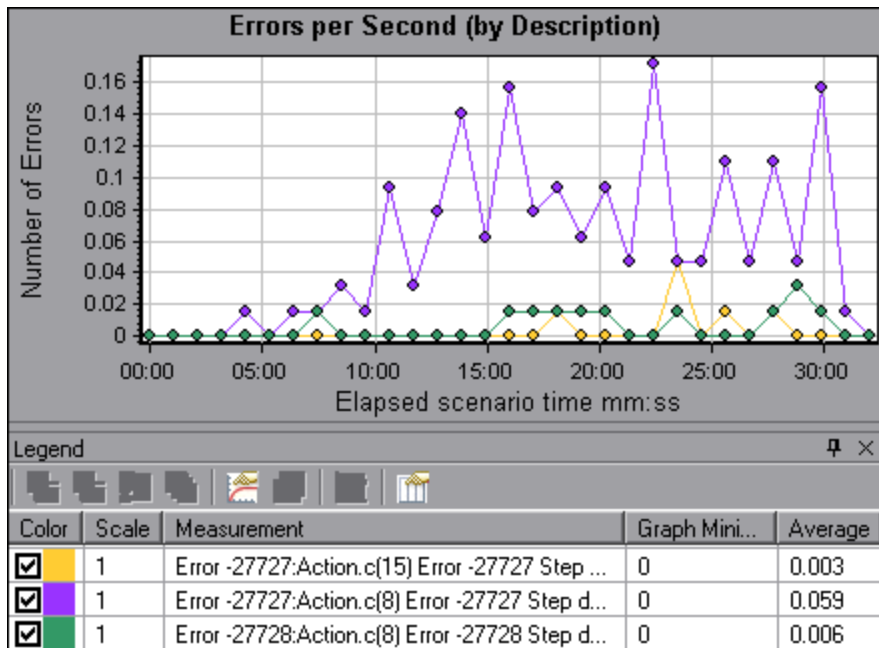 Errors per Second (by Description)
Number of Errors
0.16
0.14
0.12
0.1
0.08
0.06
0.04
0.02
0
00:00 05:00 10:00 15:00 20:00 25:00 30:00
Elapsed scenario time mm:ss
Legend
Color Scale Measurement Graph Mini... Average
1 Error -27727:Action.c(15) Error -27727 Step ... 0 0.003
1 Error -27727:Action.c(8) Error -27727 Step d... 0 0.059
1 Error -27728:Action.c(8) Error -27728 Step d... 0 0.006